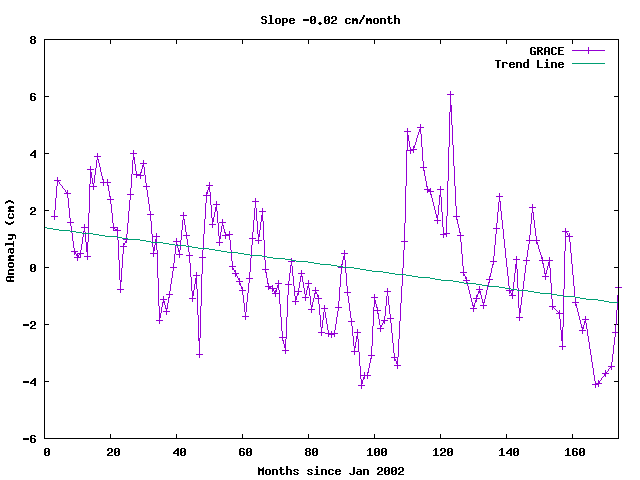 Slope -0.02 cm/month
GRACE
Trend Line
8
6
4
2
0
-2
-4
-6
Anomaly (cm)
0 20 40 60 80 100 120 140 160
Months since Jan 2002